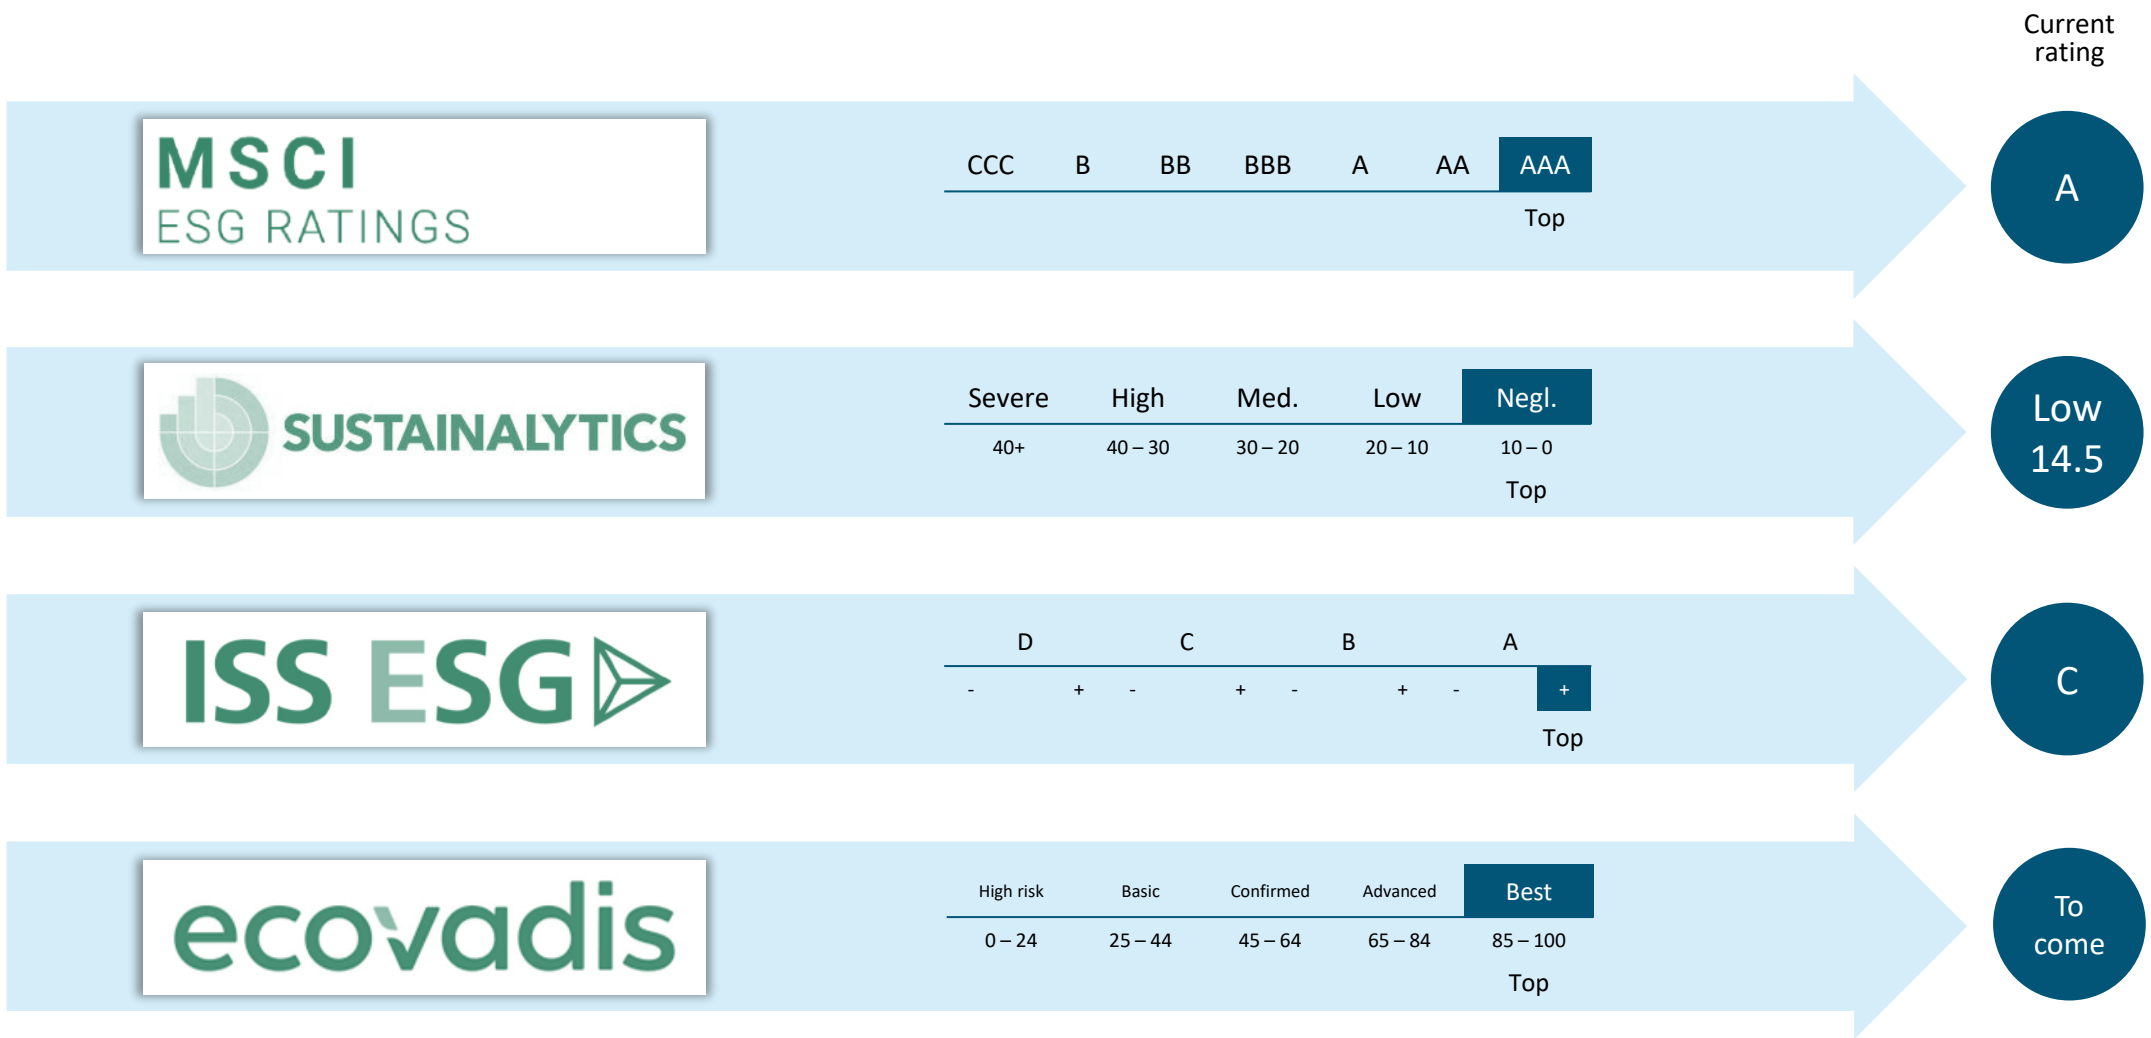 Current
rating
MSCI
ESG RATINGS
CCC B BB BBB A AA AAA
Top
A
SUSTAINALYTICS
Severe High Med. Low Negl.
40+ 40 – 30 30 – 20 20 – 10 10 – 0
Top
Low
14.5
ISS ESG
D C B A
- + - + - + - +
Top
C
ecovadis
High risk Basic Confirmed Advanced Best
0 – 24 25 – 44 45 – 64 65 – 84 85 – 100
Top
To
come